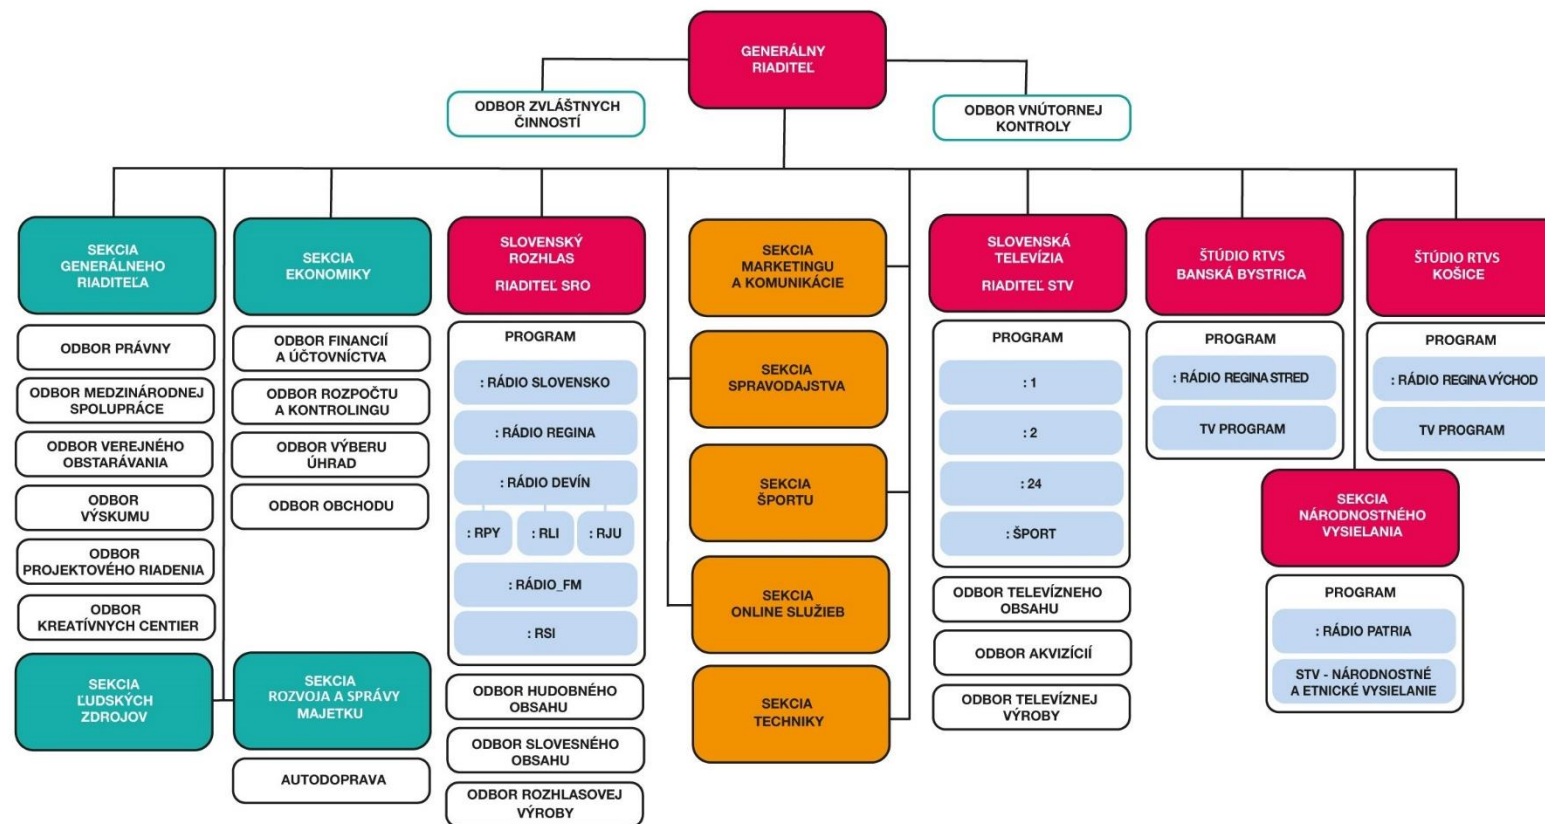 GENERÁLNY
RIADITEĽ
ODBOR ZVLÁŠTNYCH
ČINNOSTÍ
ODBOR VNÚTORNEJ
KONTROLY
SEKCIA
GENERÁLNEHO
RIADITEĽA
ODBOR PRÁVNY
ODBOR MEDZINÁRODNEJ
SPOLUPRÁCE
ODBOR VEREJNÉHO
OBSTARÁVANIA
ODBOR
VÝSKUMU
ODBOR
PROJEKTOVÉHO RIADENIA
ODBOR
KREATÍVNYCH CENTIER
SEKCIA
ĽUDSKÝCH
ZDROJOV
SEKCIA
EKONOMIKY
ODBOR FINANCIÍ
A ÚČTOVNÍCTVA
ODBOR ROZPOČTU
A KONTROLINGU
ODBOR VÝBERU
ÚHRAD
ODBOR OBCHODU
SEKCIA
ROZVOJA A SPRÁVY
MAJETKU
AUTODOPRAVA
SLOVENSKÝ
ROZHLAS
RIADITEĽ SRO
PROGRAM
: RÁDIO SLOVENSKO
: RÁDIO REGINA
: RÁDIO DEVÍN
: RPY
: RLI
: RJU
: RÁDIO_FM
: RSI
ODBOR HUDOBNÉHO
OBSAHU
ODBOR SLOVESNÉHO
OBSAHU
ODBOR ROZHLASOVEJ
VÝROBY
SEKCIA
MARKETINGU
A KOMUNIKÁCIE
SEKCIA
SPRAVODAJSTVA
SEKCIA
ŠPORTU
SEKCIA
ONLINE SLUŽIEB
SEKCIA
TECHNIKY
SLOVENSKÁ
TELEVÍZIA
RIADITEĽ STV
PROGRAM
: 1
: 2
: 24
: ŠPORT
ODBOR TELEVÍZNEHO
OBSAHU
ODBOR AKVIZÍCIÍ
ODBOR TELEVÍZNEJ
VÝROBY
ŠTÚDIO RTVS
BANSKÁ BYSTRICA
PROGRAM
: RÁDIO REGINA STRED
TV PROGRAM
SEKCIA
NÁRODNOSTNÉHO
VYSIELANIA
PROGRAM
: RÁDIO PATRIA
STV - NÁRODNOSTNÉ
A ETNICKÉ VYSIELANIE
ŠTÚDIO RTVS
KOŠICE
PROGRAM
: RÁDIO REGINA VÝCHOD
TV PROGRAM